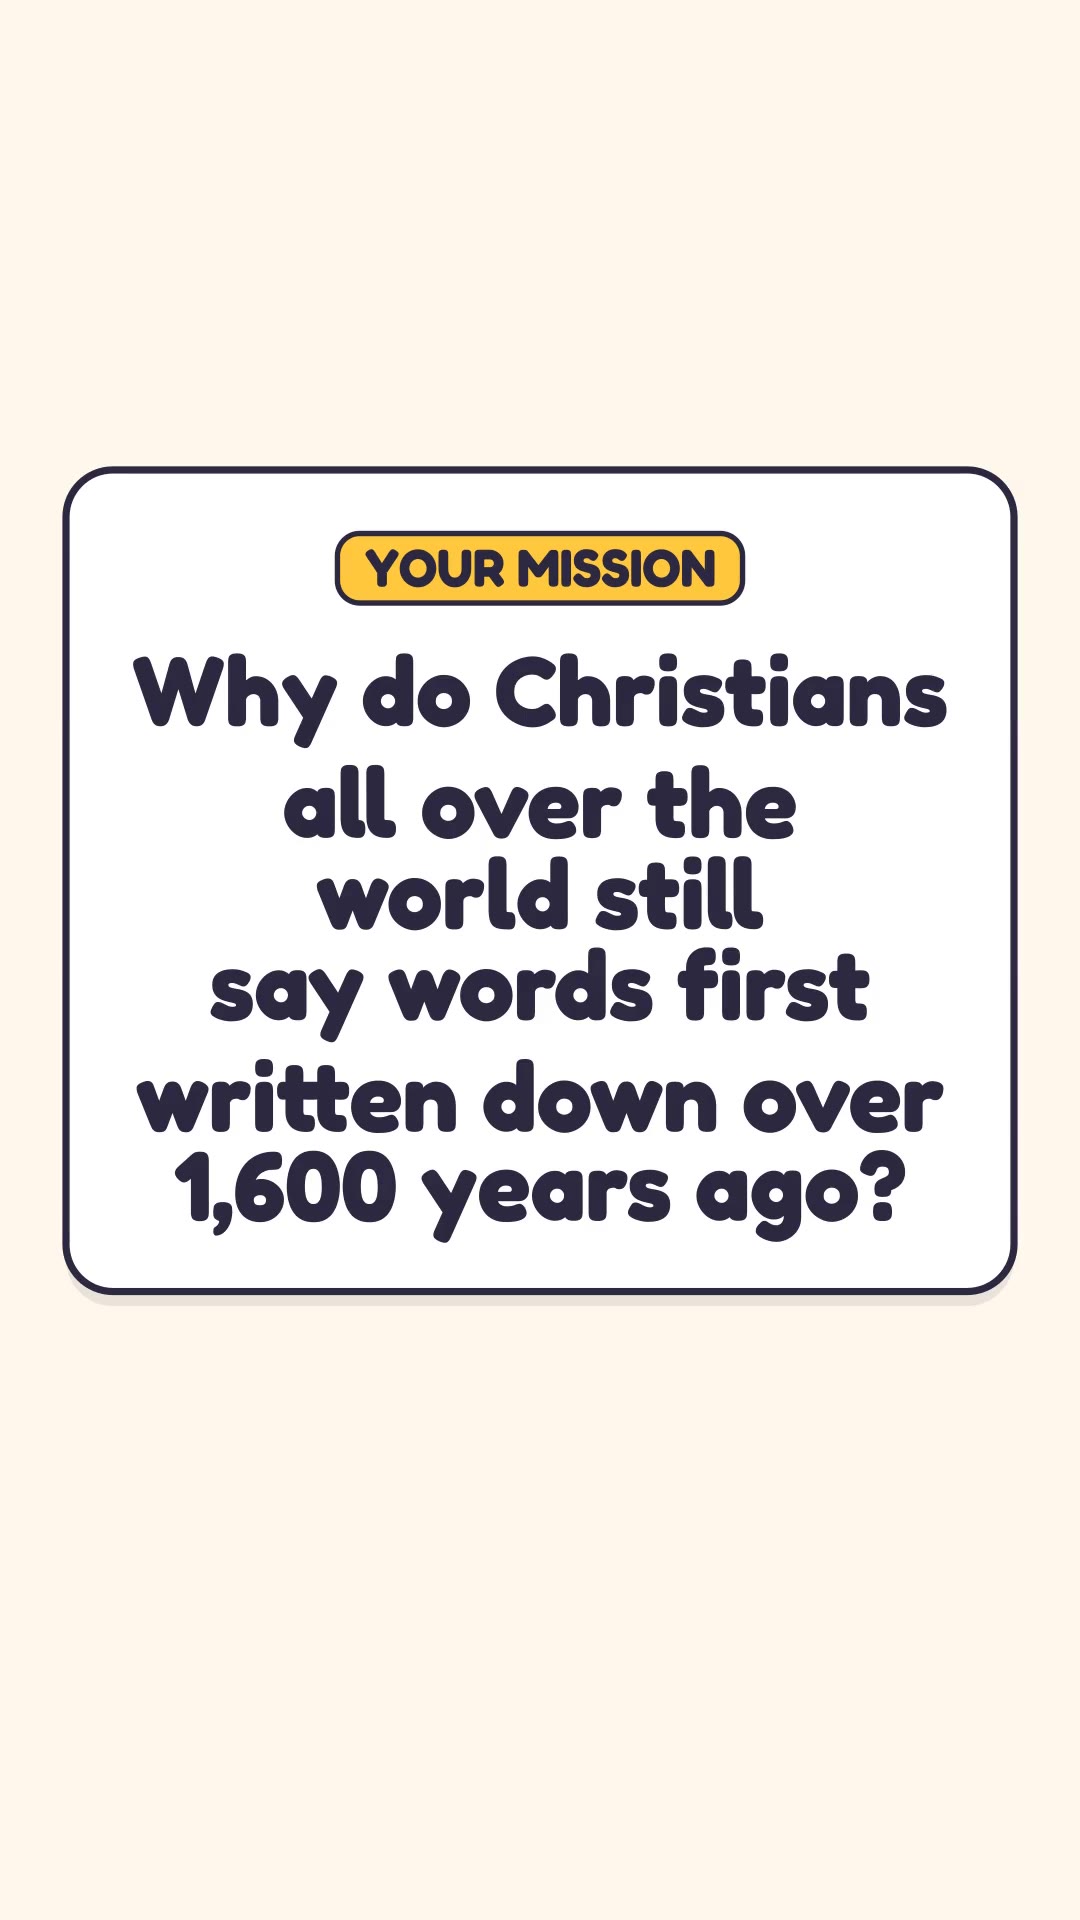 YOUR MISSION
Why do Christians
all over the
world still
say words first
written down over
1,600 years ago?